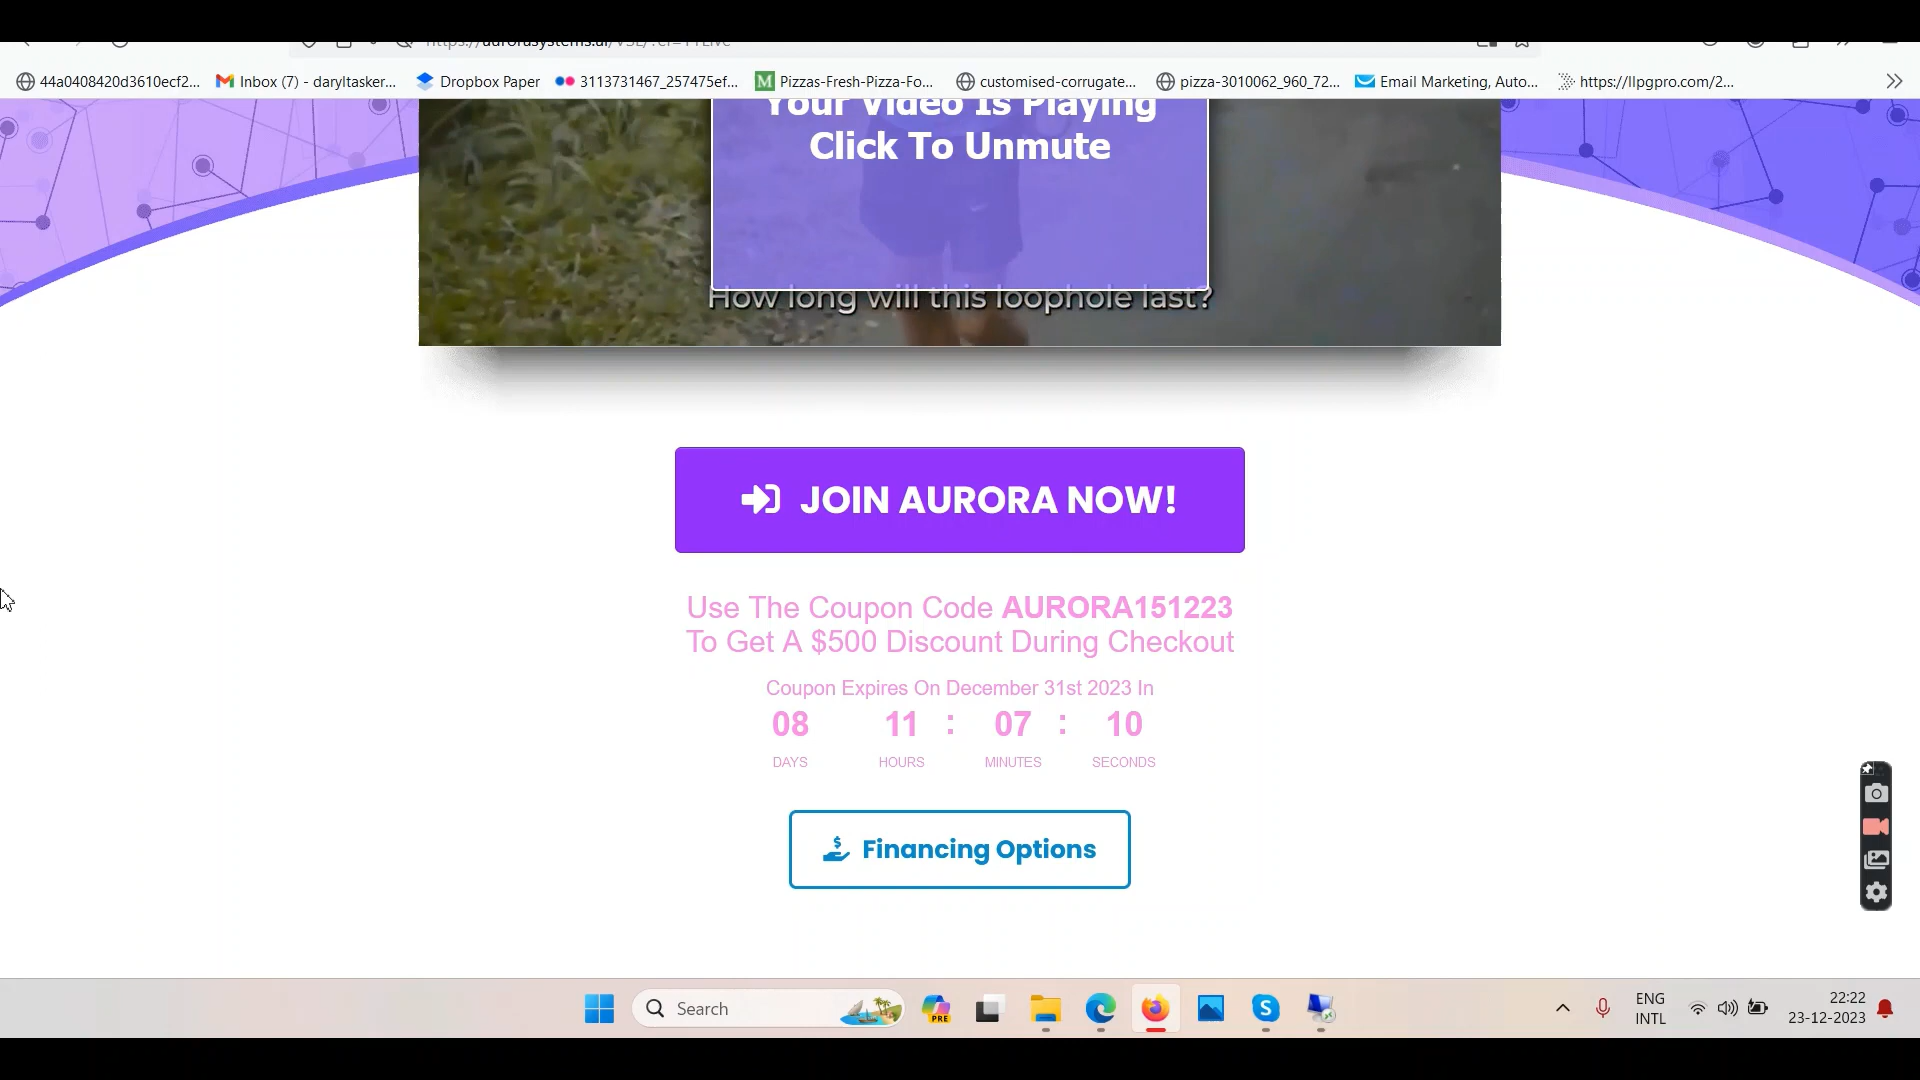 44a0408420d3610ecf2...
Inbox (7) - daryltasker...
Dropbox Paper
3113731467_257475ef...
M
Pizzas-Fresh-Pizza-Fo...
customised-corrugate...
pizza-3010062_960_72...
Email Marketing, Auto...
https://llpgpro.com/2...
Your Video Is Playing
Click To Unmute
How long will this loophole last?
JOIN AURORA NOW!
Use The Coupon Code AURORA151223
To Get A $500 Discount During Checkout
Coupon Expires On December 31st 2023 In
08 11 : 07 : 10
DAYS HOURS MINUTES SECONDS
$ Financing Options
Search
PRE
S
ENG
INTL
22:22
23-12-2023